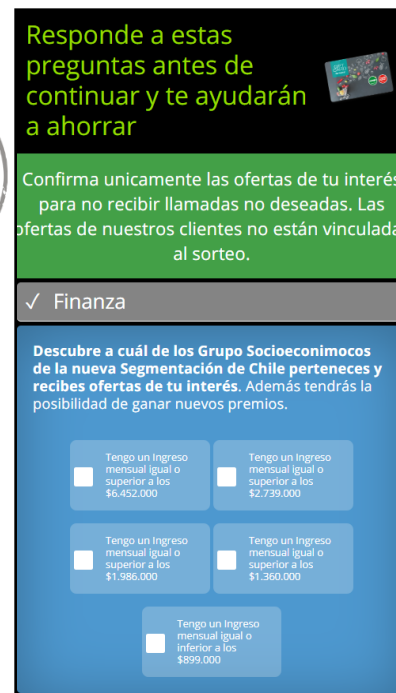 Responde a estas
preguntas antes de
continuar y te ayudarán
a ahorrar
Confirma unicamente las ofertas de tu interés
para no recibir llamadas no deseadas. Las
ofertas de nuestros clientes no están vinculada
al sorteo.
✓ Finanza
Descubre a cuál de los Grupo Socioeconimocos
de la nueva Segmentación de Chile perteneces y
recibes ofertas de tu interés. Además tendrás la
posibilidad de ganar nuevos premios.
Tengo un Ingreso
mensual igual o
superior a los
$6.452.000
Tengo un Ingreso
mensual igual o
superior a los
$2.739.000
Tengo un Ingreso
mensual igual o
superior a los
$1.986.000
Tengo un Ingreso
mensual igual o
superior a los
$1.360.000
Tengo un Ingreso
mensual igual o
inferior a los
$899.000